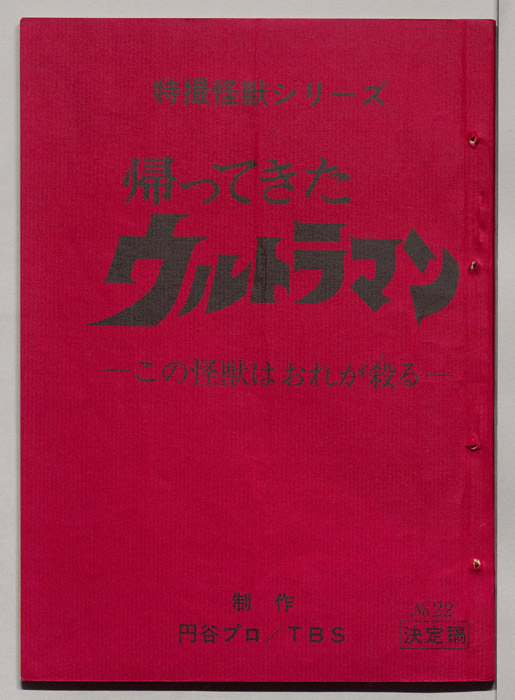 特撮怪獣シリーズ
帰ってきた
ウルトラマン
—この怪獣はおれが殺る—
制作
円谷プロ/TBS
No.22
決定稿